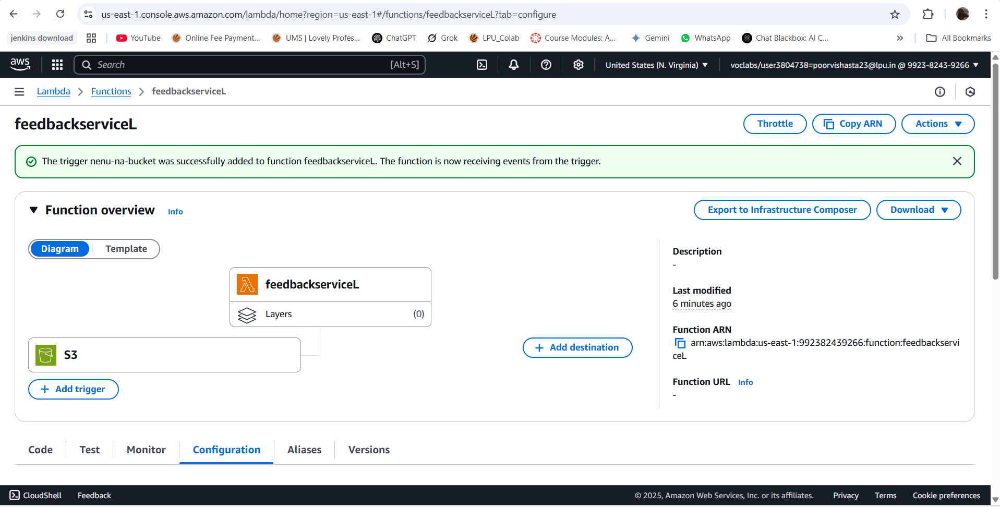 us-east-1.console.aws.amazon.com/lambda/home?region=us-east-1#/functions/feedbackserviceL?tab=configure
jenkins download YouTube Online Fee Payment... UMS | Lovely Profes... ChatGPT Grok LPU_Colab Course Modules: A... Gemini WhatsApp Chat Blackbox: AI C... » All Bookmarks
aws Search [Alt+S] United States (N. Virginia) voclabs/user3804738=poorvishasta23@lpu.in @ 9923-8243-9266
Lambda Functions feedbackserviceL
feedbackserviceL Throttle Copy ARN Actions
The trigger nenu-na-bucket was successfully added to function feedbackserviceL. The function is now receiving events from the trigger.
Function overview Info Export to Infrastructure Composer Download
Diagram Template
feedbackserviceL
Layers (0)
S3
+ Add trigger
+ Add destination
Description
-
Last modified
6 minutes ago
Function ARN
arn:aws:lambda:us-east-1:992382439266:function:feedbackservi
ceL
Function URL Info
-
Code Test Monitor Configuration Aliases Versions
CloudShell Feedback © 2025, Amazon Web Services, Inc. or its affiliates. Privacy Terms Cookie preferences